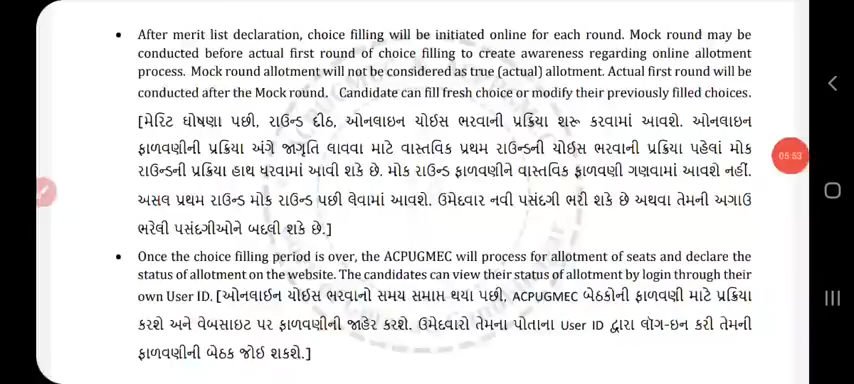 • After merit list declaration, choice filling will be initiated online for each round. Mock round may be
conducted before actual first round of choice filling to create awareness regarding online allotment
process. Mock round allotment will not be considered as true (actual) allotment. Actual first round will be
conducted after the Mock round. Candidate can fill fresh choice or modify their previously filled choices.
[મેરિટ ઘોષણા પછી, રાઉન્ડ દીઠ, ઓનલાઇન ચોઇસ ભરવાની પ્રક્રિયા શરૂ કરવામાં આવશે. ઓનલાઇન
ફાળવણીની પ્રક્રિયા અંગે જાગૃતિ લાવવા માટે વાસ્તવિક પ્રથમ રાઉન્ડની ચોઈસ ભરવાની પ્રક્રિયા પહેલાં મોક
રાઉન્ડની પ્રક્રિયા હાથ ધરવામાં આવી શકે છે. મોક રાઉન્ડ ફાળવણીને વાસ્તવિક ફાળવણી ગણવામાં આવશે નહીં.
અસલ પ્રથમ રાઉન્ડ મોક રાઉન્ડ પછી લેવામાં આવશે. ઉમેદવાર નવી પસંદગી ભરી શકે છે અથવા તેમની અગાઉ
ભરેલી પસંદગીઓને બદલી શકે છે.]
• Once the choice filling period is over, the ACPUGMEC will process for allotment of seats and declare the
status of allotment on the website. The candidates can view their status of allotment by login through their
own User ID. [ઓનલાઈન ચોઈસ ભરવાનો સમય સમાપ્ત થયા પછી, ACPUGMEC બેઠકોની ફાળવણી માટે પ્રક્રિયા
કરશે અને વેબસાઇટ પર ફાળવણીની જાહેર કરશે. ઉમેદવારો તેમના પોતાના User ID દ્વારા લૉગ-ઇન કરી તેમની
ફાળવણીની બેઠક જોઈ શકશે.]
05:53